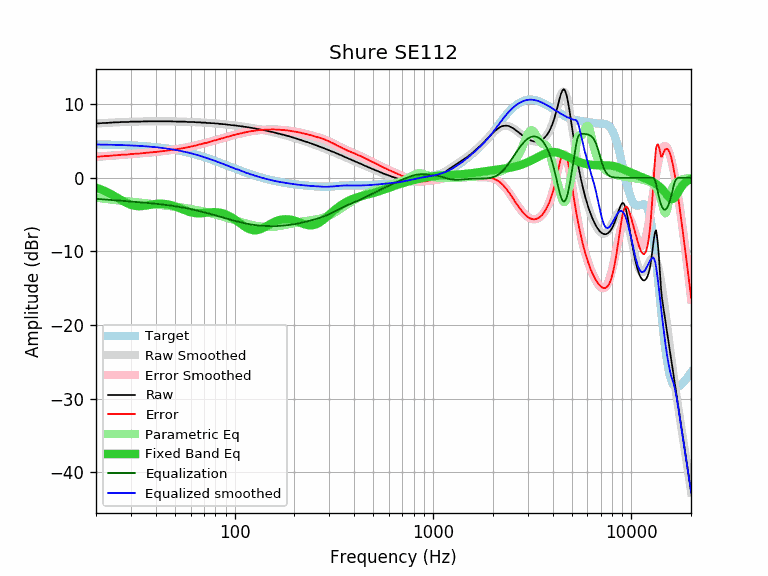 Shure SE112
10
0
−10
−20
−30
−40
Amplitude (dBr)
Target
Raw Smoothed
Error Smoothed
Raw
Error
Parametric Eq
Fixed Band Eq
Equalization
Equalized smoothed
100 1000 10000
Frequency (Hz)